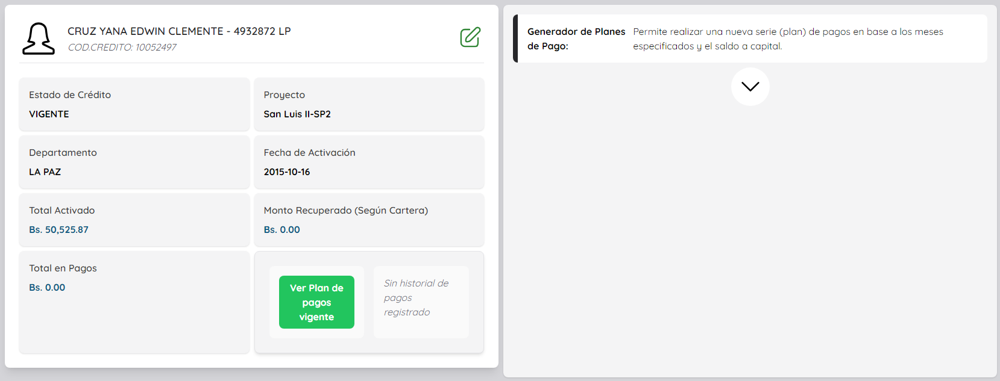 CRUZ YANA EDWIN CLEMENTE - 4932872 LP
COD.CREDITO: 10052497
Estado de Crédito
VIGENTE
Proyecto
San Luis II-SP2
Departamento
LA PAZ
Fecha de Activación
2015-10-16
Total Activado
Bs. 50,525.87
Monto Recuperado (Según Cartera)
Bs. 0.00
Total en Pagos
Bs. 0.00
Ver Plan de
pagos
vigente
Sin historial de
pagos
registrado
Generador de Planes
de Pago:
Permite realizar una nueva serie (plan) de pagos en base a los meses
especificados y el saldo a capital.